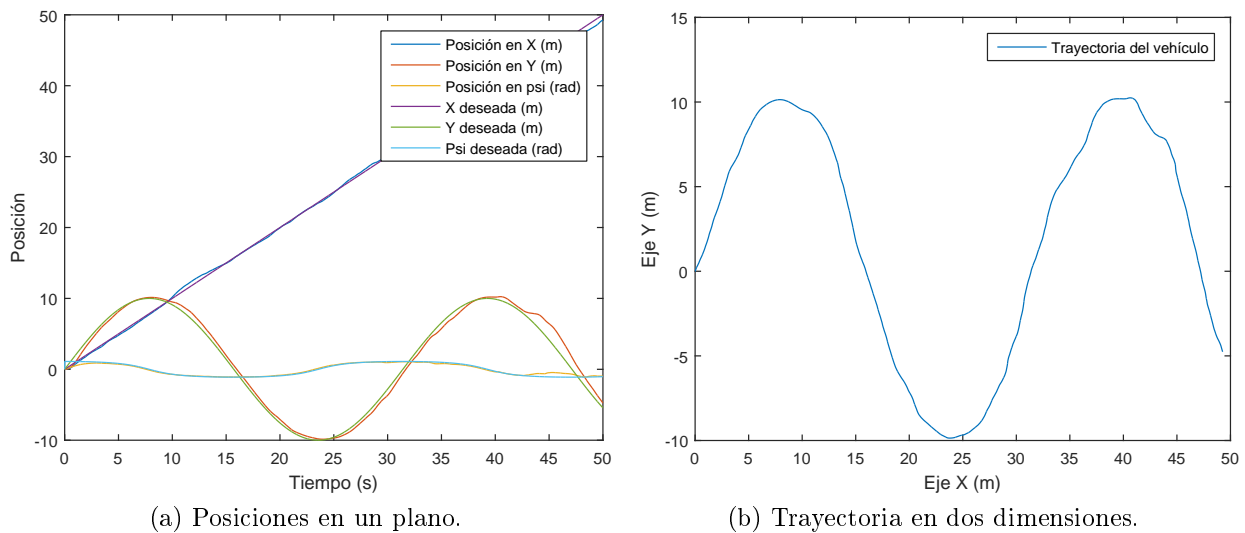 50
40
30
20
10
0
-10
Posición
0 5 10 15 20 25 30 35 40 45 50
Tiempo (s)
Posición en X (m)
Posición en Y (m)
Posición en psi (rad)
X deseada (m)
Y deseada (m)
Psi deseada (rad)
(a) Posiciones en un plano.
15
10
5
0
-5
-10
Eje Y (m)
0 5 10 15 20 25 30 35 40 45 50
Eje X (m)
Trayectoria del vehículo
(b) Trayectoria en dos dimensiones.